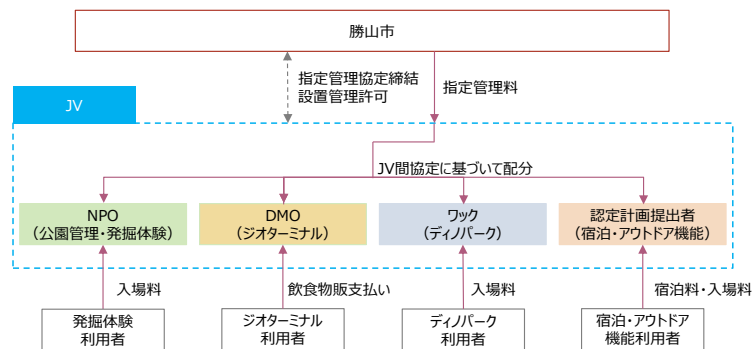 勝山市
指定管理協定締結
設置管理許可
指定管理料
JV
JV間協定に基づいて配分
NPO
（公園管理・発掘体験）
DMO
（ジオターミナル）
ワック
（ディノパーク）
認定計画提出者
（宿泊・アウトドア機能）
入場料
飲食物販支払い
入場料
宿泊料・入場料
発掘体験
利用者
ジオターミナル
利用者
ディノパーク
利用者
宿泊・アウトドア
機能利用者